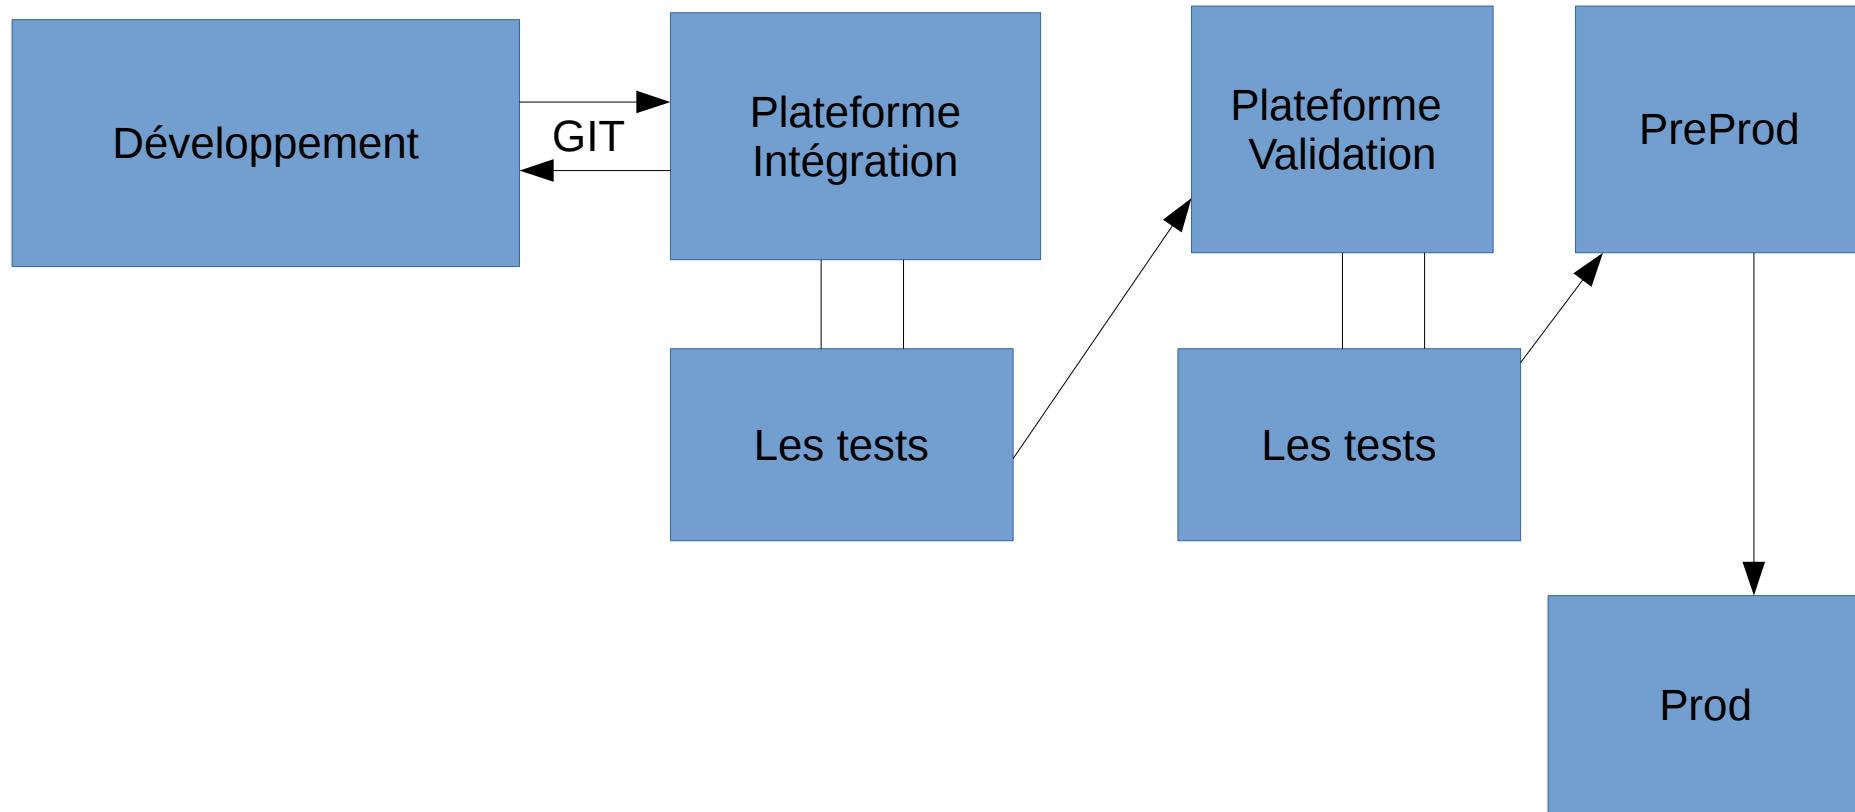 Développement
GIT
Plateforme
Intégration
Plateforme
Validation
PreProd
Les tests
Les tests
Prod